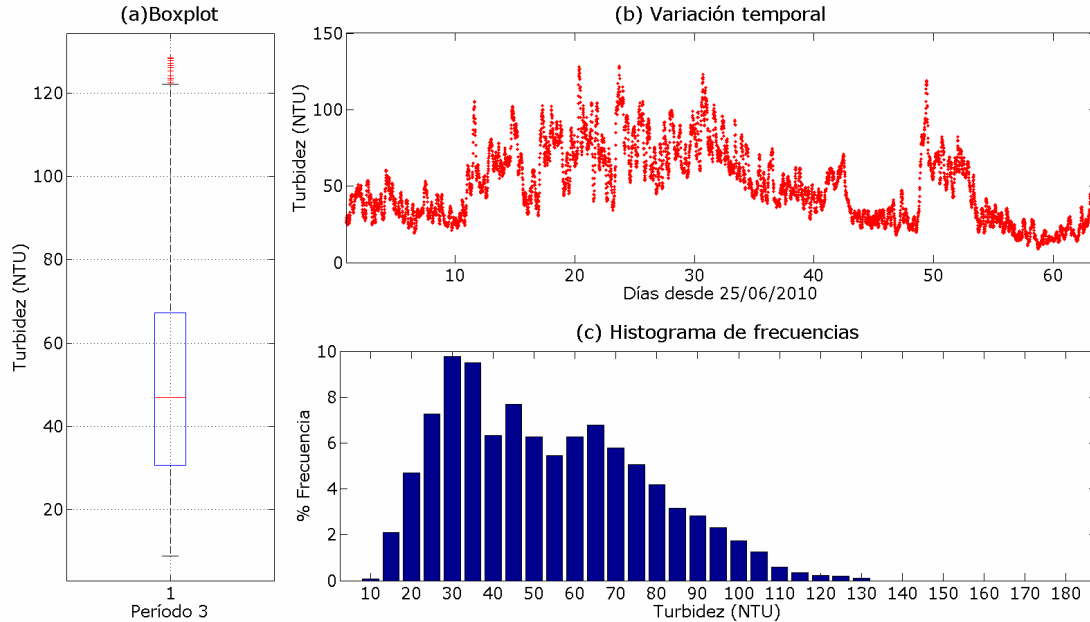 (a)Boxplot
Turbidez (NTU)
120
100
80
60
40
20
1
Período 3
(b) Variación temporal
Turbidez (NTU)
150
100
50
0
10 20 30 40 50 60
Días desde 25/06/2010
(c) Histograma de frecuencias
% Frecuencia
10
8
6
4
2
0
10 20 30 40 50 60 70 80 90 100 110 120 130 140 150 160 170 180
Turbidez (NTU)